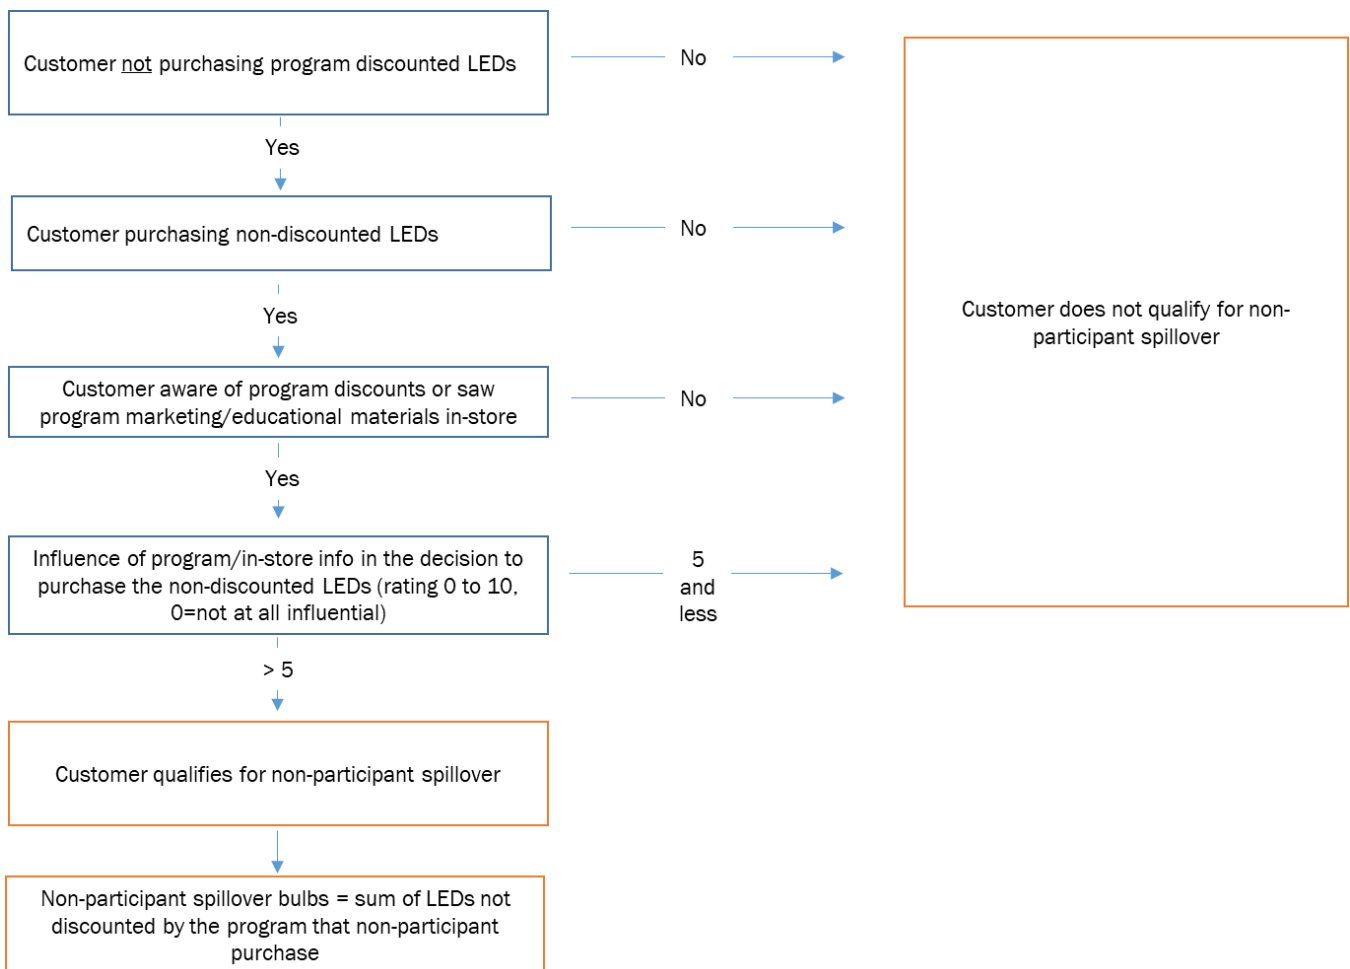 Customer not purchasing program discounted LEDs
No
Yes
Customer purchasing non-discounted LEDs
No
Yes
Customer aware of program discounts or saw
program marketing/educational materials in-store
No
Yes
Influence of program/in-store info in the decision to
purchase the non-discounted LEDs (rating 0 to 10,
0=not at all influential)
5
and
less
> 5
Customer qualifies for non-participant spillover
Non-participant spillover bulbs = sum of LEDs not
discounted by the program that non-participant
purchase
Customer does not qualify for non-
participant spillover